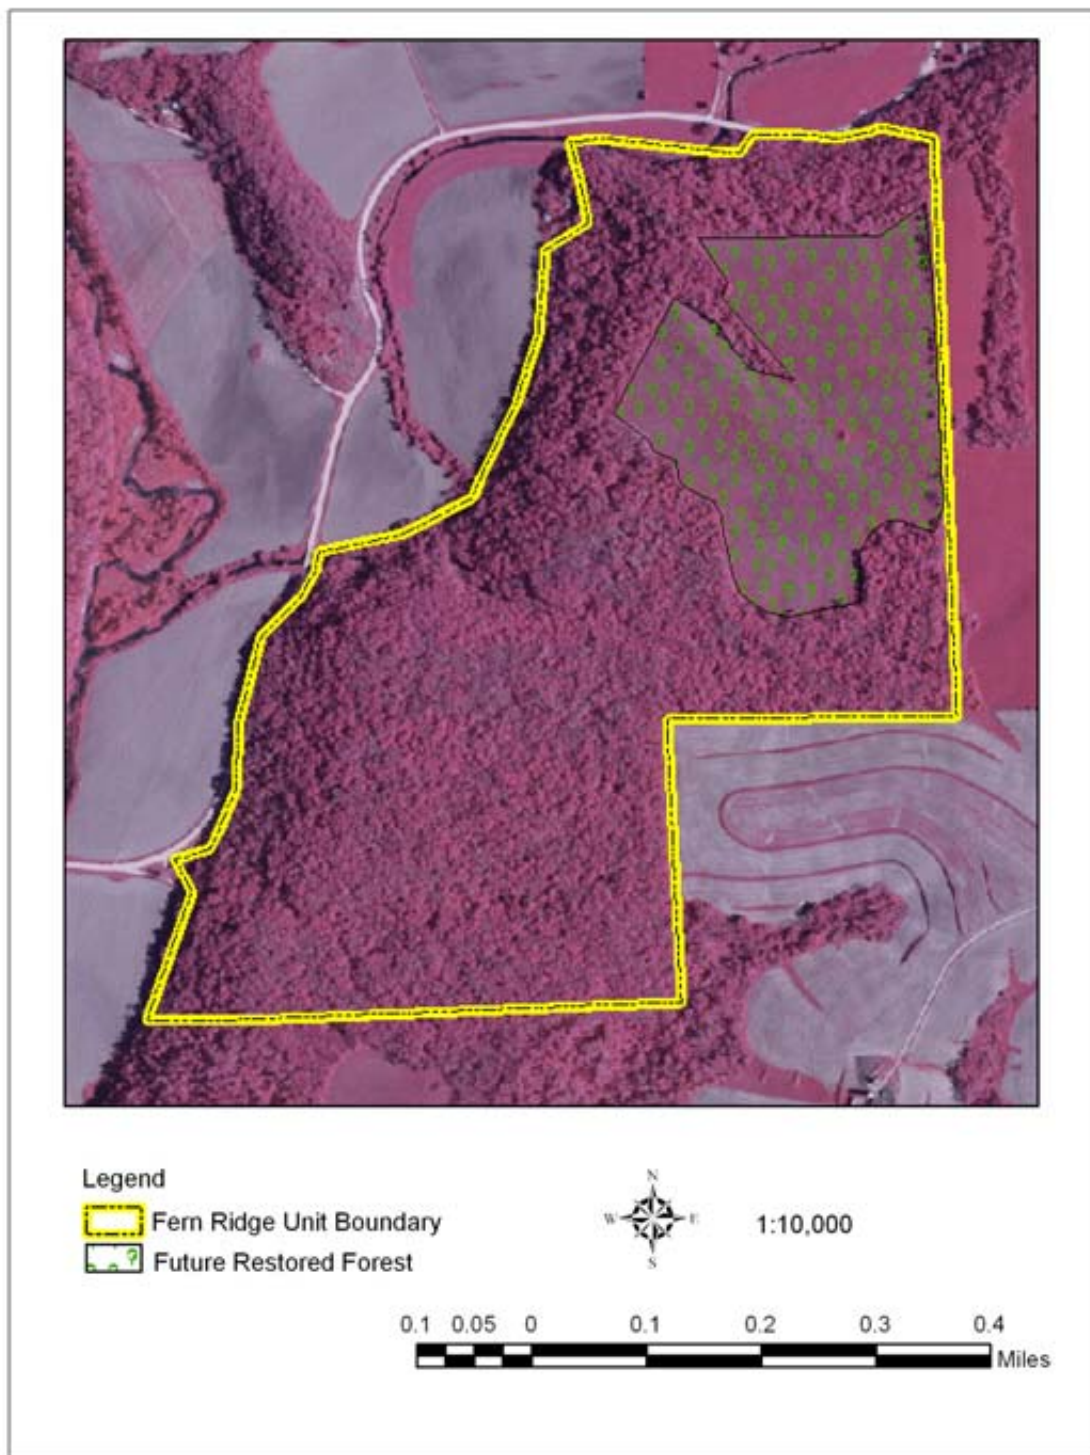 Legend
Fern Ridge Unit Boundary
Future Restored Forest
N
W E
S
1:10,000
0.1 0.05 0 0.1 0.2 0.3 0.4
Miles